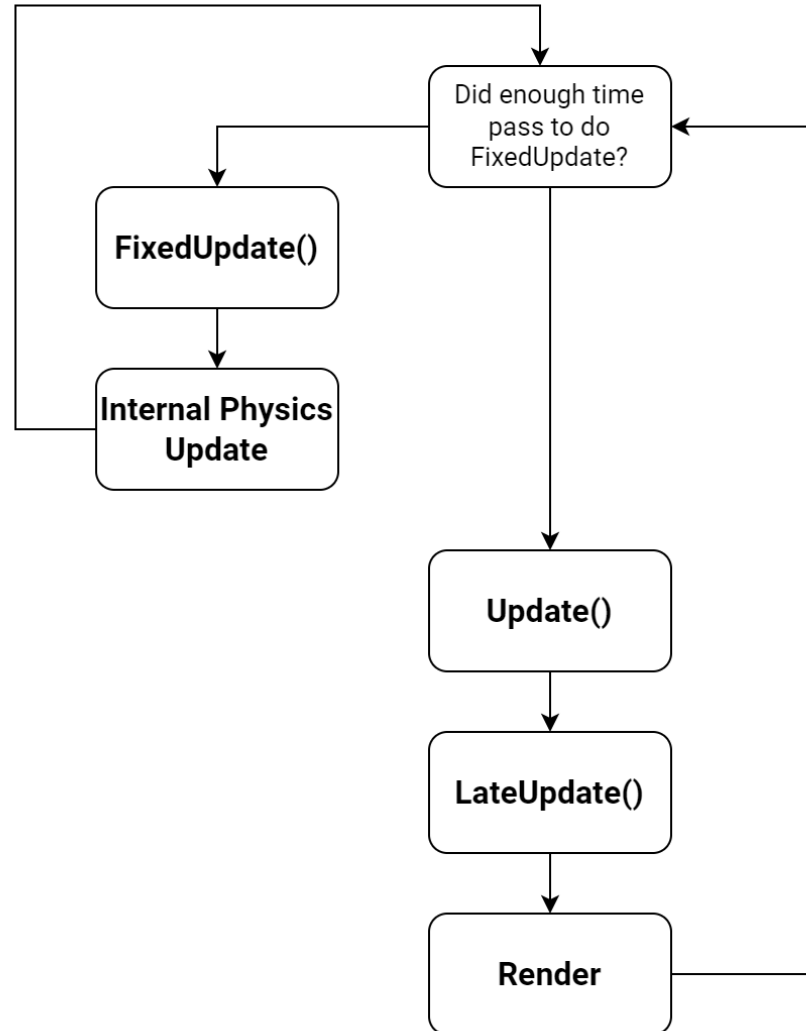 Did enough time
pass to do
FixedUpdate?
FixedUpdate()
Internal Physics
Update
Update()
LateUpdate()
Render